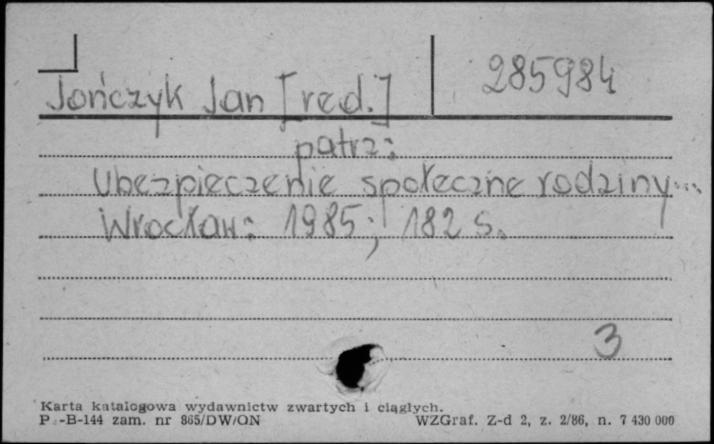 Jończyk Jan [red.] 285984
patrz:
Ubezpieczenie społeczne rodziny...
Wrocław: 1985; 182 s.
3
Karta katalogowa wydawnictw zwartych i ciągłych.
P -B-144 zam. nr 865/DW/ON WZGraf. Z-d 2, z. 2/86, n. 7 430 000